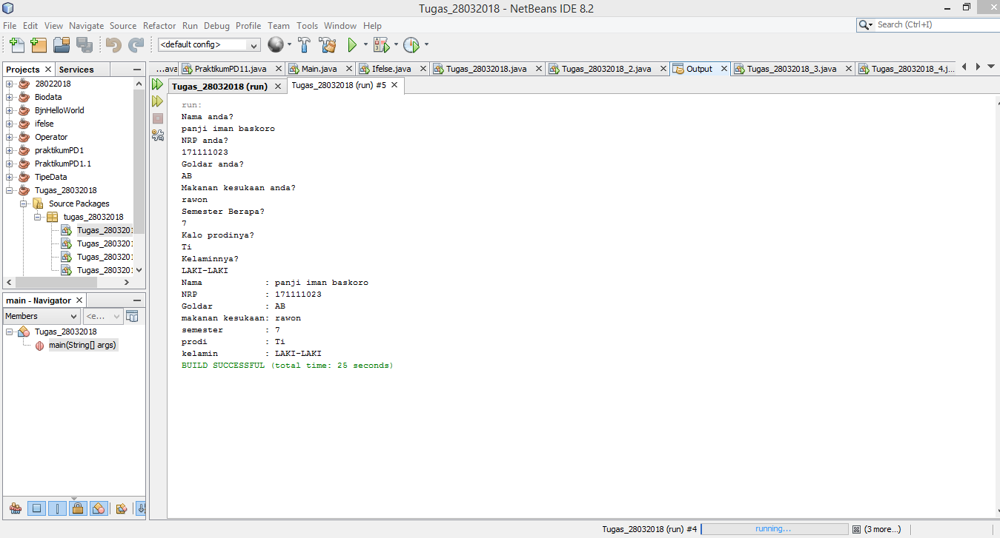 Tugas_28032018 - NetBeans IDE 8.2
File Edit View Navigate Source Refactor Run Debug Profile Team Tools Window Help
Search (Ctrl+I)
<default config>
Projects Services
...ava PraktikumPD11.java Main.java Ifelse.java Tugas_28032018.java Tugas_28032018_2.java Output Tugas_28032018_3.java Tugas_28032018_4.j...
28022018
Biodata
BjnHelloWorld
ifelse
Operator
praktikumPD1
PraktikumPD1.1
TipeData
Tugas_28032018
Source Packages
tugas_28032018
Tugas_2803201
Tugas_2803201
Tugas_2803201
Tugas_2803201
main - Navigator
Members <e...
Tugas_28032018
main(String[] args)
Tugas_28032018 (run) Tugas_28032018 (run) #5
run:
Nama anda?
panji iman baskoro
NRP anda?
171111023
Goldar anda?
AB
Makanan kesukaan anda?
rawon
Semester Berapa?
7
Kalo prodinya?
Ti
Kelaminnya?
LAKI-LAKI
Nama : panji iman baskoro
NRP : 171111023
Goldar : AB
makanan kesukaan: rawon
semester : 7
prodi : Ti
kelamin : LAKI-LAKI
BUILD SUCCESSFUL (total time: 25 seconds)
Tugas_28032018 (run) #4 running... (3 more...)